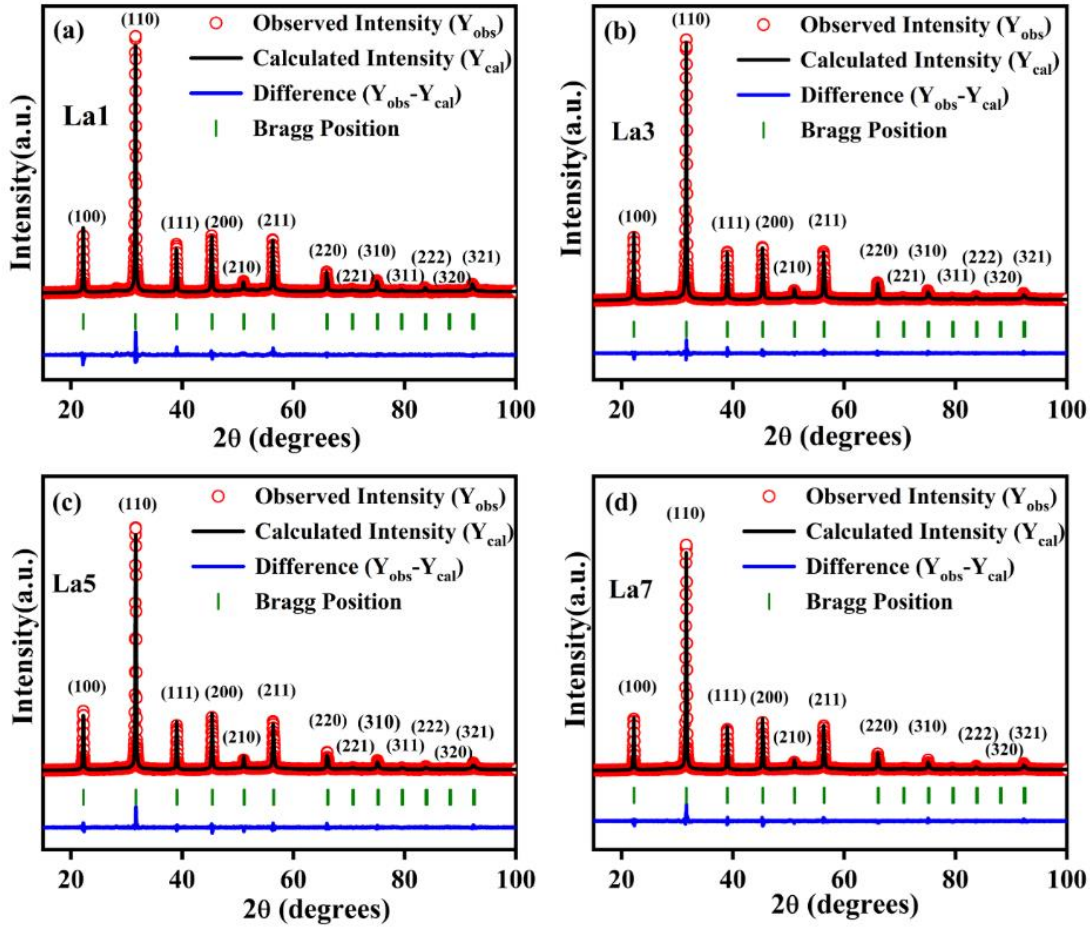 (a)
(110)
Observed Intensity (Yobs)
Calculated Intensity (Ycal)
Difference (Yobs-Ycal)
Bragg Position
La1
(100)
(111)
(200)
(210)
(211)
(220)
(221)
(310)
(311)
(222)
(320)
(321)
Intensity(a.u.)
20 40 60 80 100
2θ (degrees)
(b)
(110)
Observed Intensity (Yobs)
Calculated Intensity (Ycal)
Difference (Yobs-Ycal)
Bragg Position
La3
(100)
(111)
(200)
(210)
(211)
(220)
(221)
(310)
(311)
(222)
(320)
(321)
Intensity(a.u.)
20 40 60 80 100
2θ (degrees)
(c)
(110)
Observed Intensity (Yobs)
Calculated Intensity (Ycal)
Difference (Yobs-Ycal)
Bragg Position
La5
(100)
(111)
(200)
(210)
(211)
(220)
(221)
(310)
(311)
(222)
(320)
(321)
Intensity(a.u.)
20 40 60 80 100
2θ (degrees)
(d)
(110)
Observed Intensity (Yobs)
Calculated Intensity (Ycal)
Difference (Yobs-Ycal)
Bragg Position
La7
(100)
(111)
(200)
(210)
(211)
(220)
(310)
(222)
(320)
(321)
Intensity(a.u.)
20 40 60 80 100
2θ (degrees)